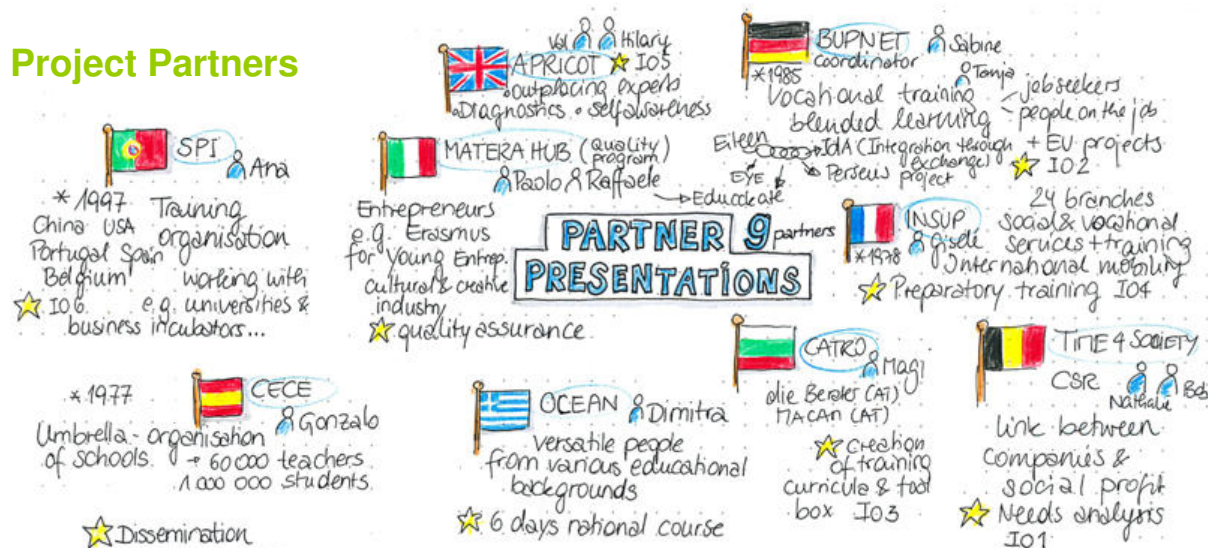 Project Partners
Val Hilary
APRICOT IO5
• outplacing experts
• Diagnostics • selfawareness
BUPNET Sabine
coordinator
* 1985 Tanja
Vocational training jobseekers
blended learning people on the job
+ EU projects
IO2
Eileen IdA (Integration through
exchange)
EYE Perseus
project
Educcleate
SPI
Ana
* 1997 Training
organisation
China USA
Portugal Spain
Belgium working with
IO6 e.g. universities &
business incubators...
MATERA HUB (quality
program)
Paolo Raffaele
Entrepreneurs
e.g. Erasmus
for Young Entrep.
cultural & creative
industry
quality assurance
PARTNER 9 partners
PRESENTATIONS
INSUP
Gisele
* 1978
24 branches
social & vocational
services + training
International mobility
Preparatory training IO4
CECE
* 1977 Gonzalo
Umbrella-organisation
of schools. → 60 000 teachers
1 000 000 students.
Dissemination
OCEAN Dimitra
versatile people
from various educational
backgrounds
6 days national course
CATRO
Magi
die Berater (AT)
MACAN (AT)
creation
of training
curricula & tool
box IO3
TIME 4 SOCIETY
CSR
Nathalie Bob
link between
companies &
social profit
Needs analysis
IO1